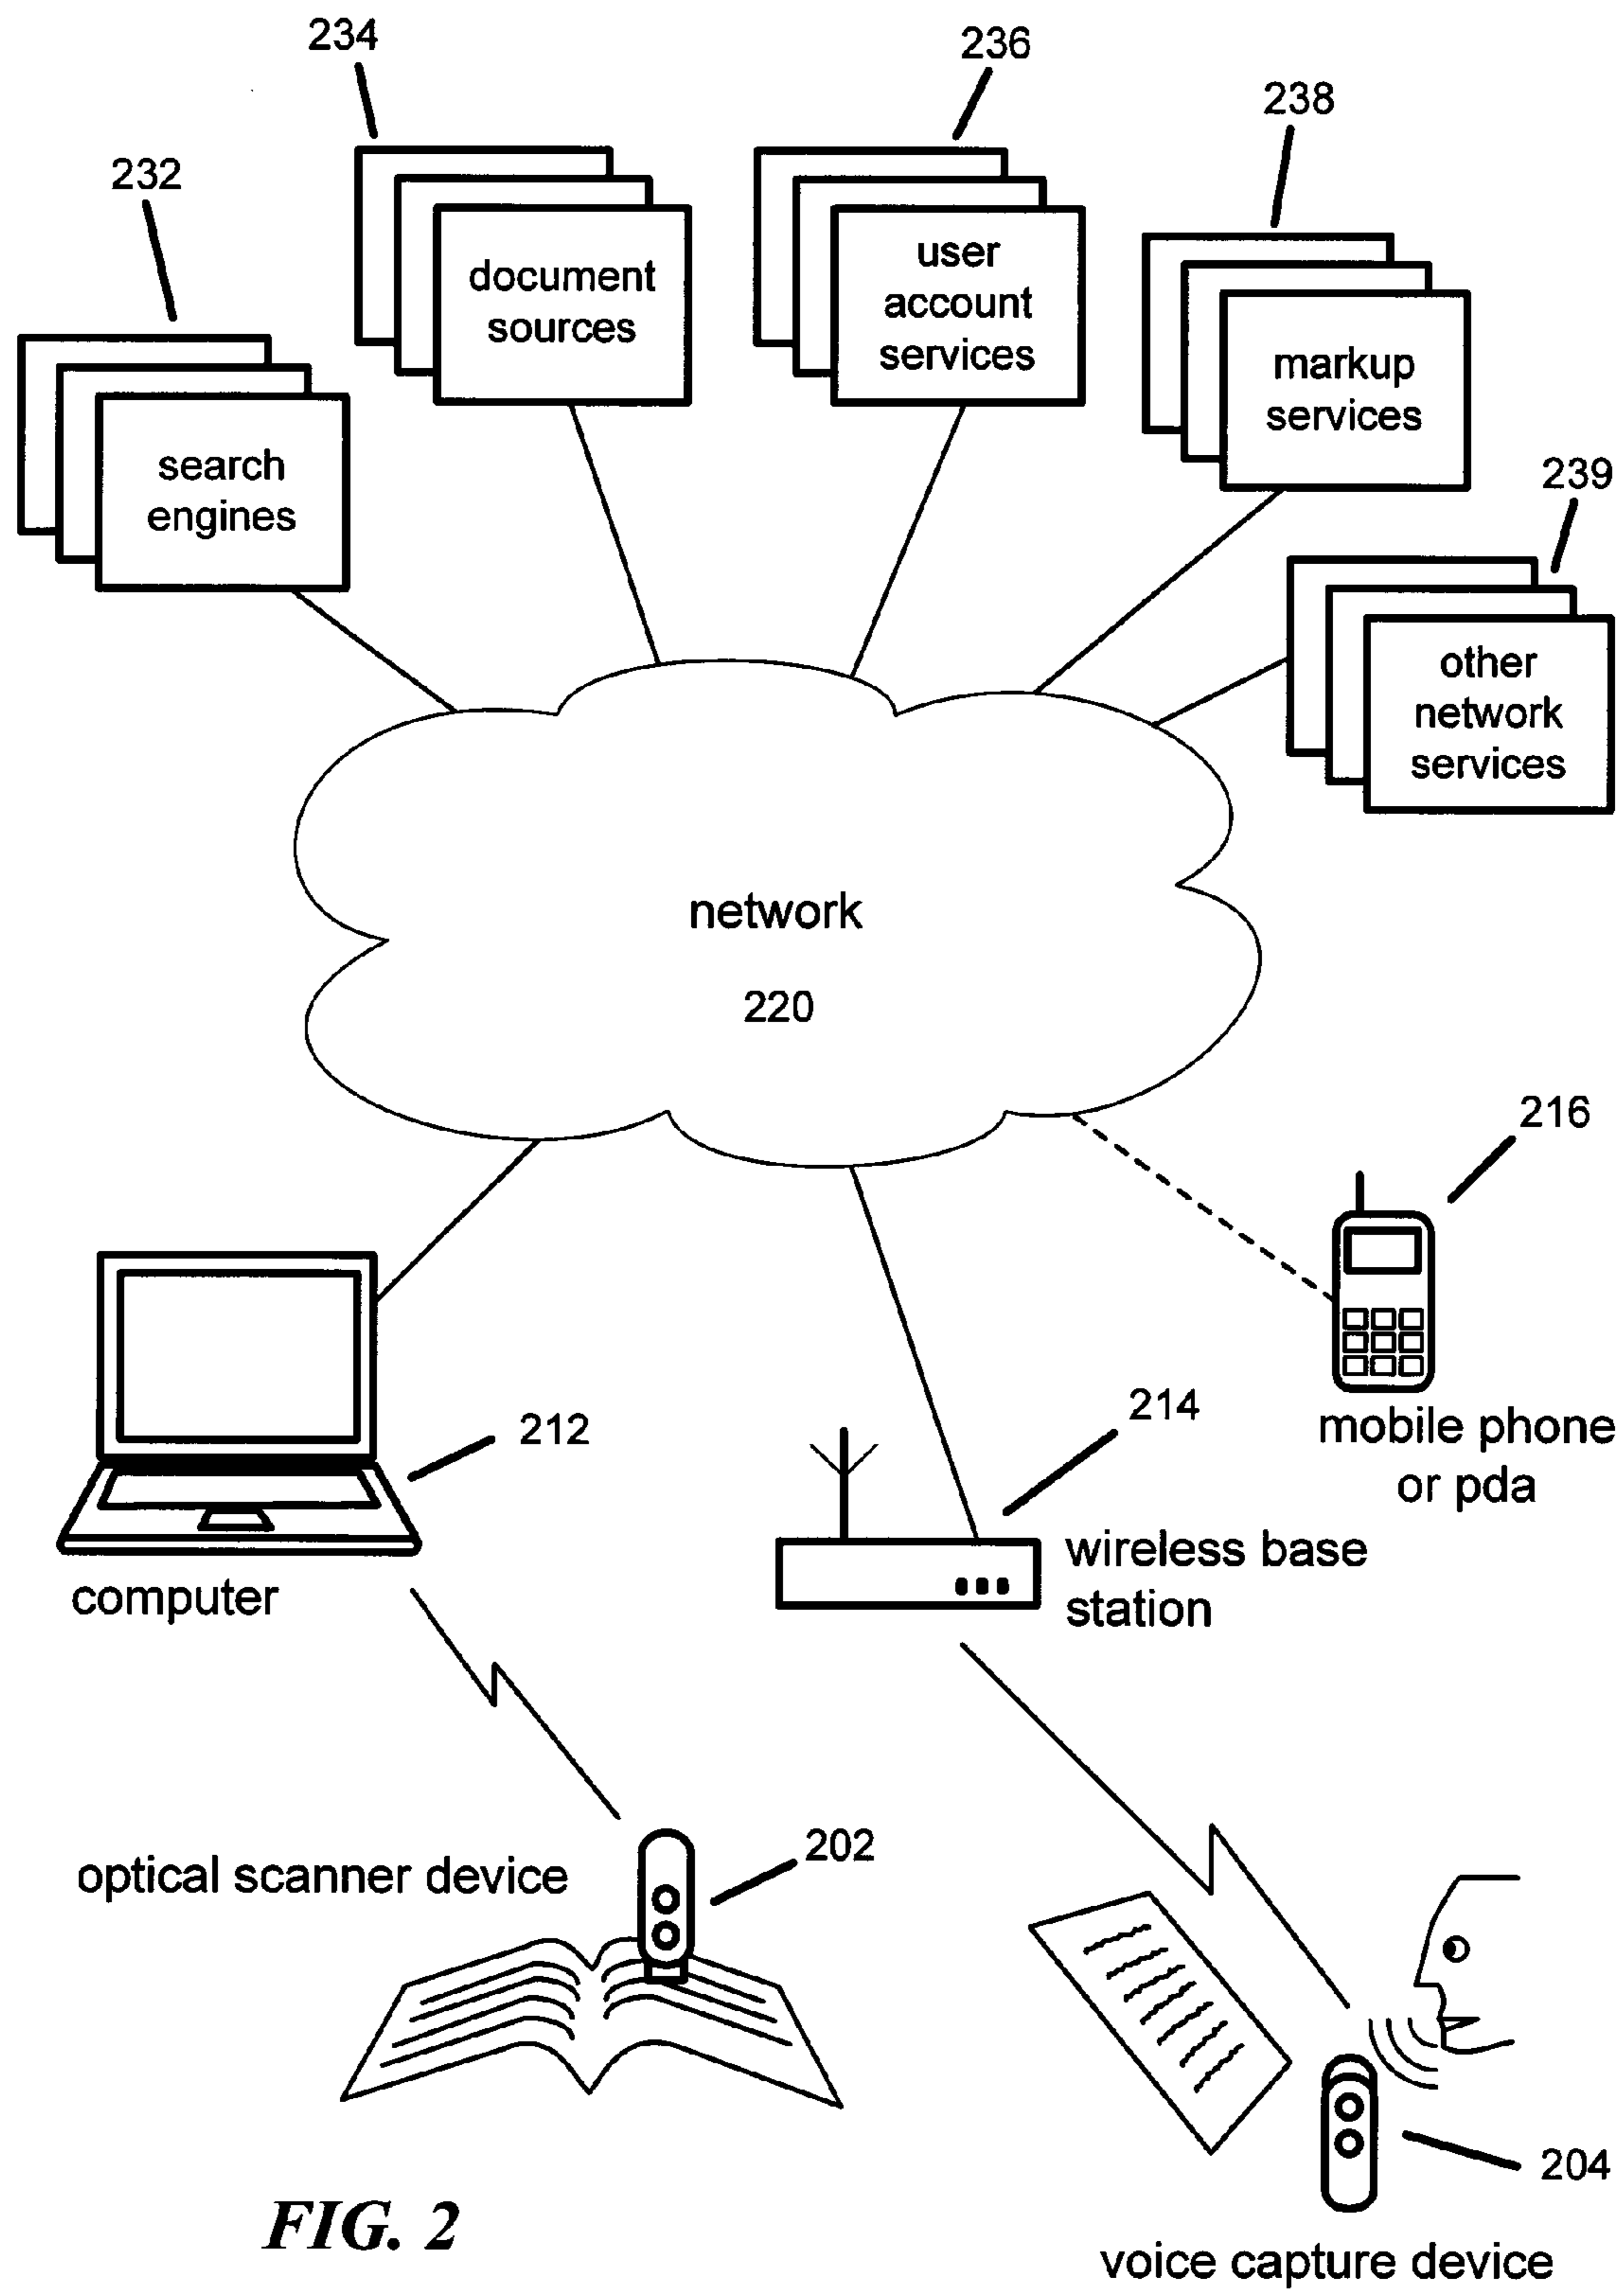 234
236
238
232
document
sources
user
account
services
markup
services
239
search
engines
other
network
services
network
220
216
mobile phone
or pda
214
212
wireless base
station
computer
202
optical scanner device
204
FIG. 2
voice capture device